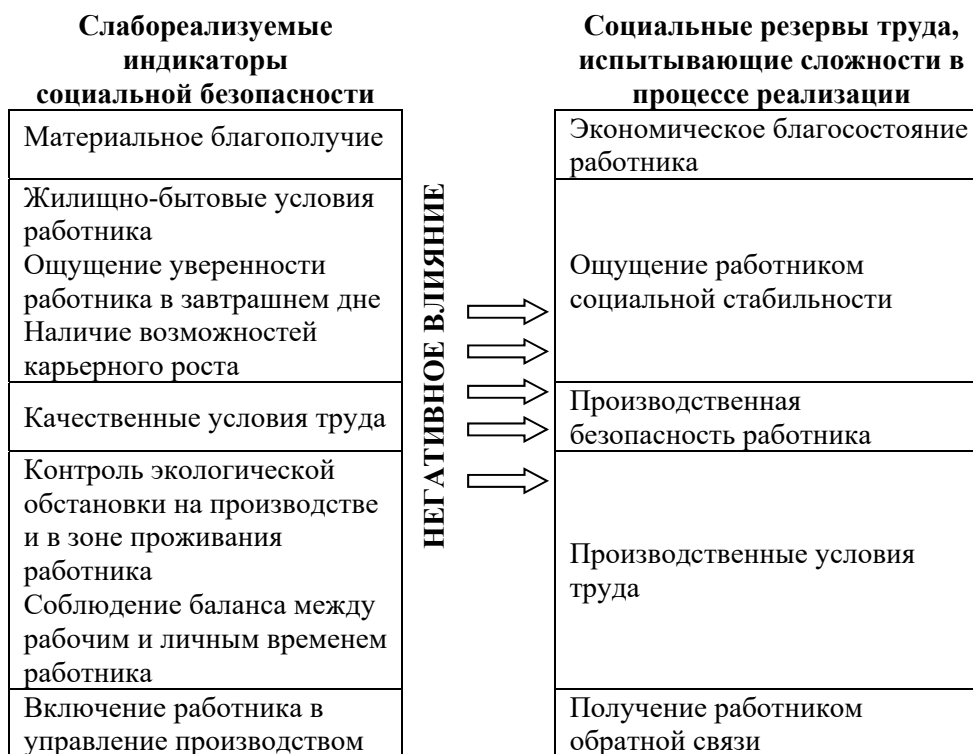 Слабореализуемые
индикаторы
социальной безопасности
Материальное благополучие
Жилищно-бытовые условия
работника
Ощущение уверенности
работника в завтрашнем дне
Наличие возможностей
карьерного роста
Качественные условия труда
Контроль экологической
обстановки на производстве
и в зоне проживания
работника
Соблюдение баланса между
рабочим и личным временем
работника
Включение работника в
управление производством
НЕГАТИВНОЕ ВЛИЯНИЕ
Социальные резервы труда,
испытывающие сложности в
процессе реализации
Экономическое благосостояние
работника
Ощущение работником
социальной стабильности
Производственная
безопасность работника
Производственные условия
труда
Получение работником
обратной связи